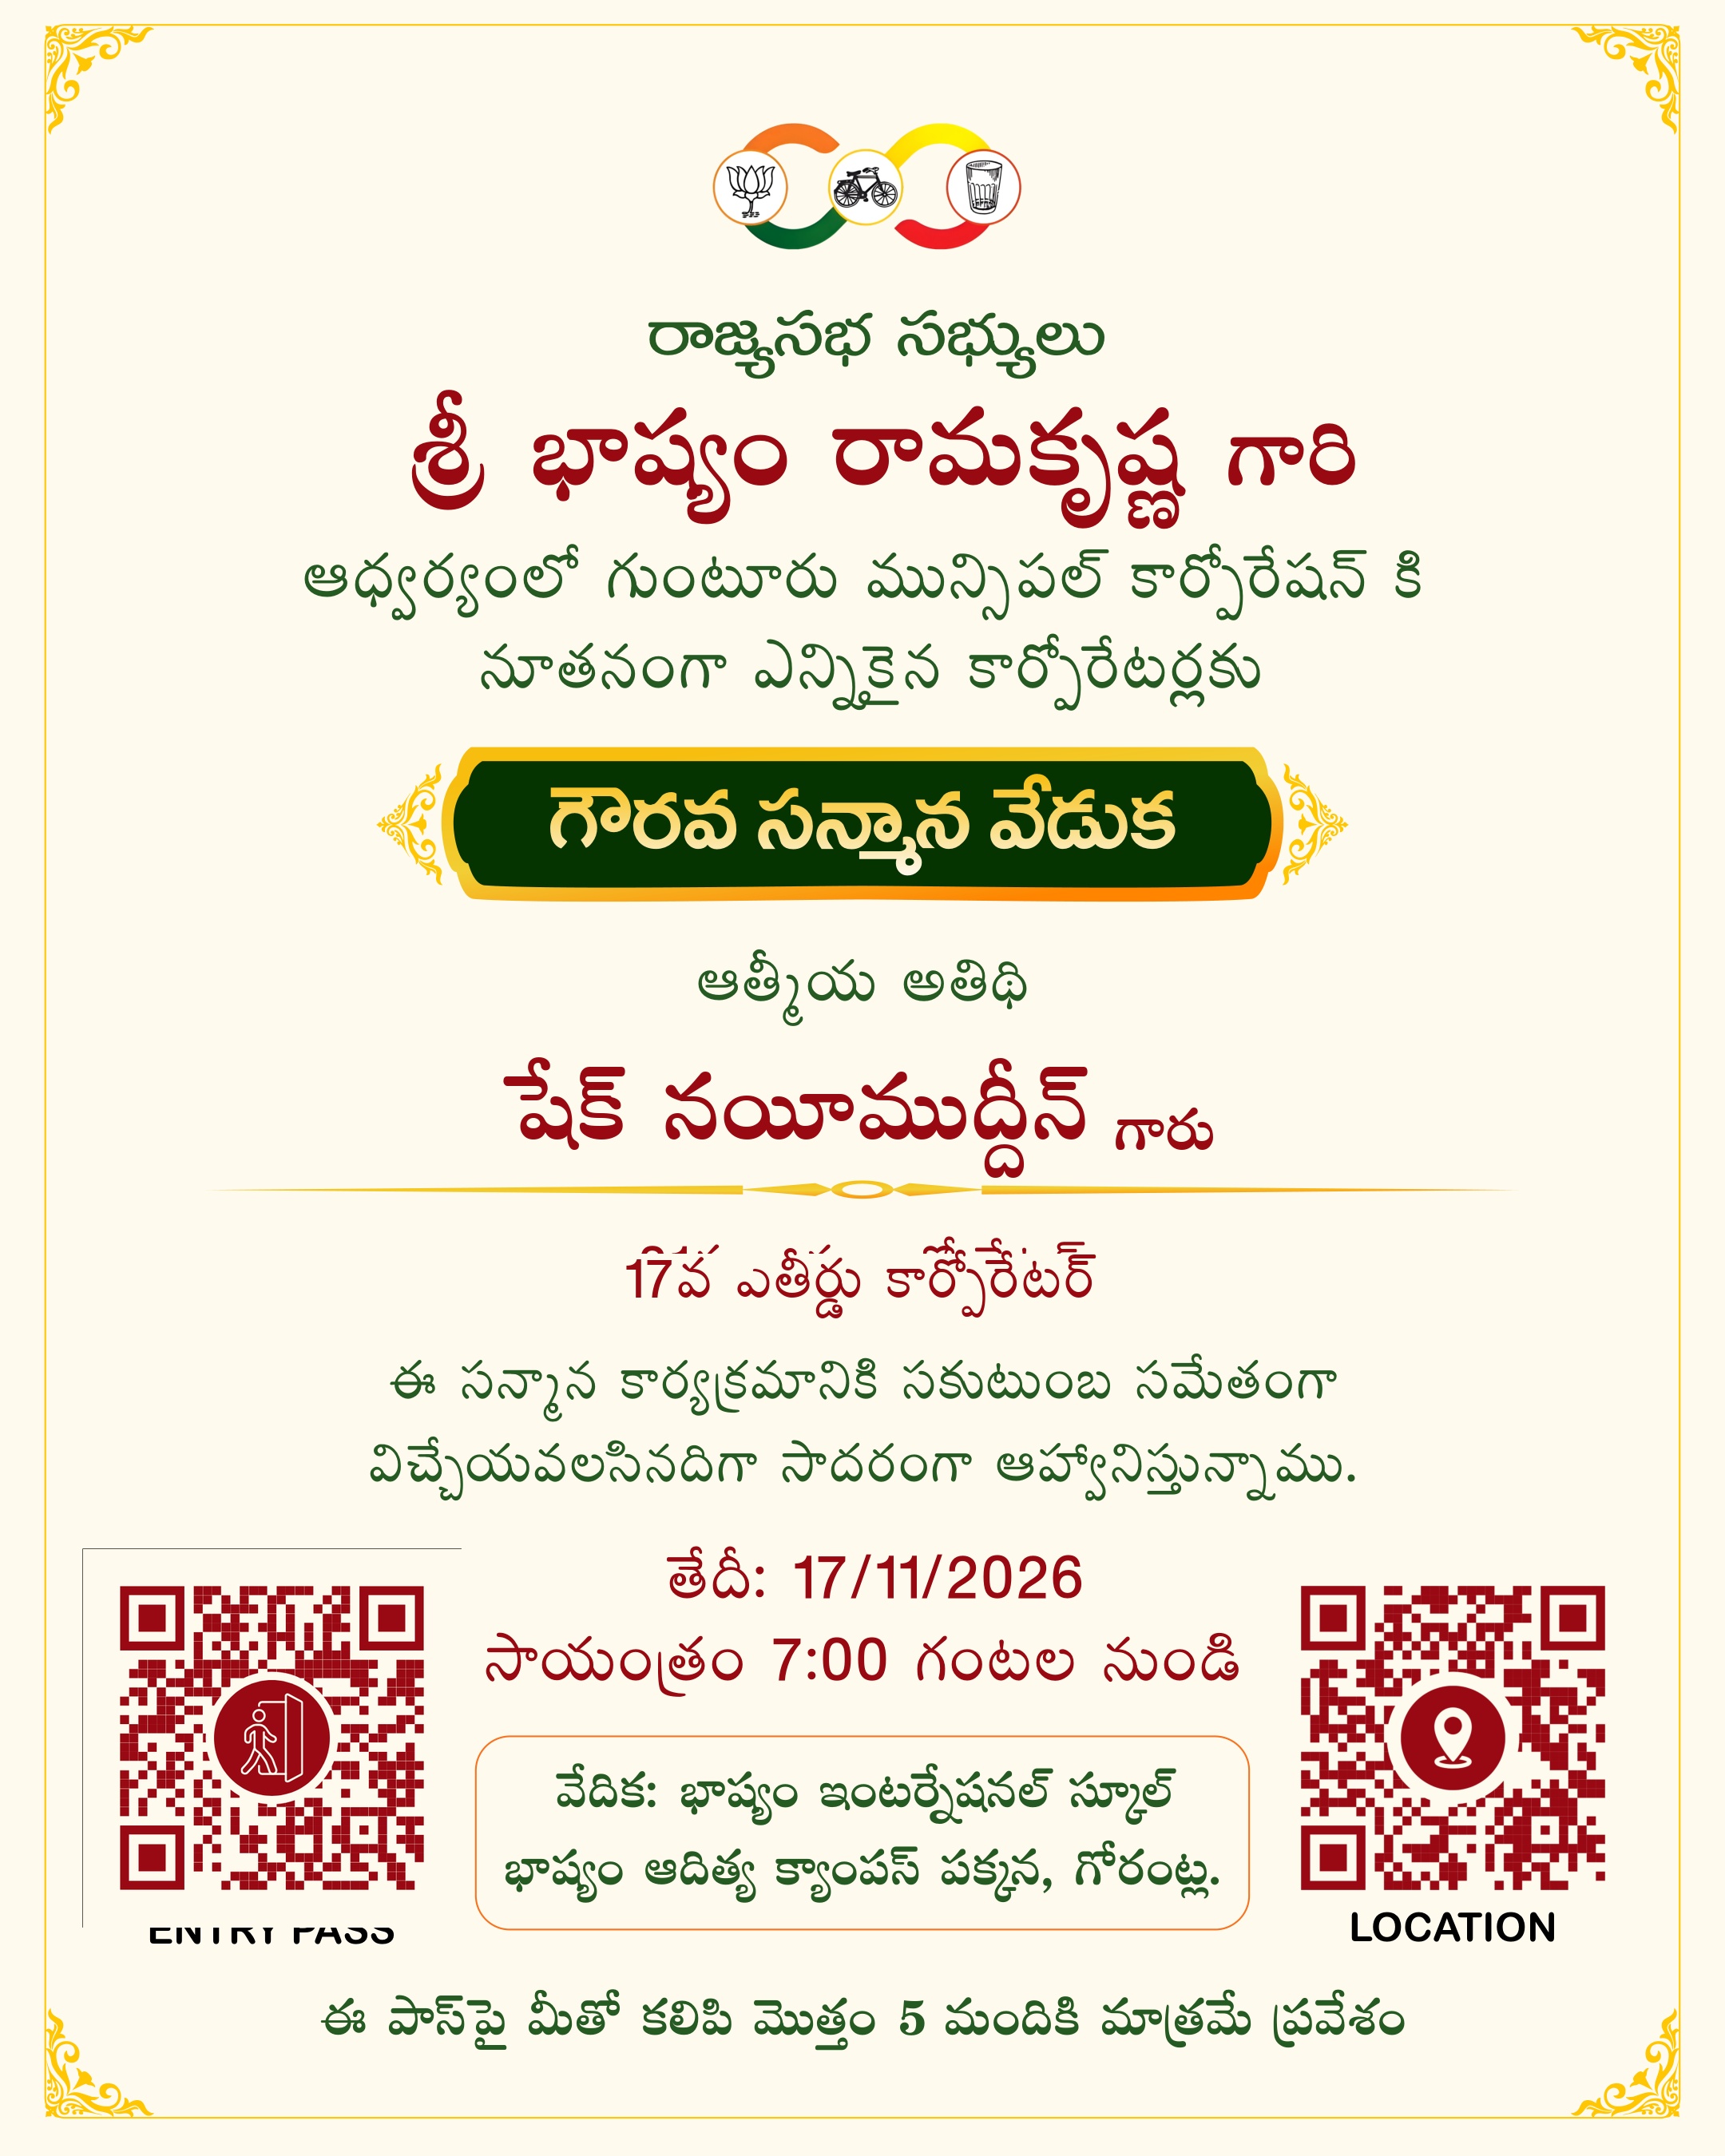 రాజ్యసభ సభ్యులు
శ్రీ భాష్యం రామకృష్ణ గారి
ఆధ్వర్యంలో గుంటూరు మున్సిపల్ కార్పోరేషన్ కి
నూతనంగా ఎన్నికైన కార్పోరేటర్లకు
గౌరవ సన్మాన వేడుక
ఆత్మీయ అతిథి
షేక్ నయీముద్దీన్ గారు
17వ కార్పోరేటర్
ఈ సన్మాన కార్యక్రమానికి సకుటుంబ సమేతంగా
విచ్చేయవలసినదిగా సాదరంగా ఆహ్వానిస్తున్నాము.
తేదీ: 17/11/2026
సాయంత్రం 7:00 గంటల నుండి
వేదిక: భాష్యం ఇంటర్నేషనల్ స్కూల్
భాష్యం ఆదిత్య క్యాంపస్ పక్కన, గోరంట్ల.
ENTRY PASS
LOCATION
ఈ పాస్‌పై మీతో కలిపి మొత్తం 5 మందికి మాత్రమే ప్రవేశం